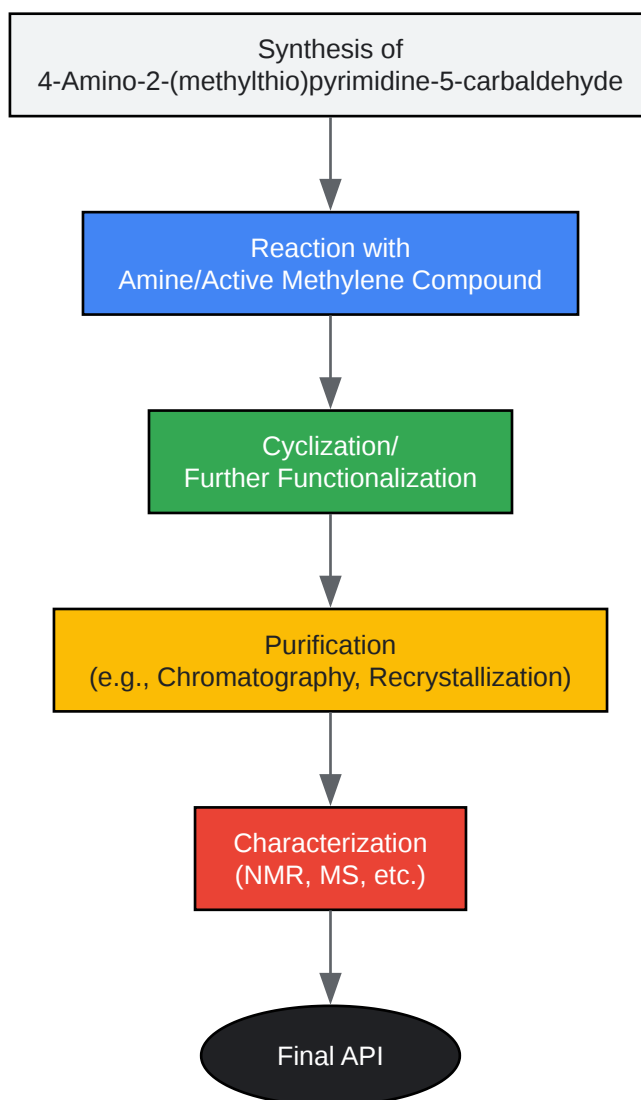 Synthesis of
4-Amino-2-(methylthio)pyrimidine-5-carbaldehyde
Reaction with
Amine/Active Methylene Compound
Cyclization/
Further Functionalization
Purification
(e.g., Chromatography, Recrystallization)
Characterization
(NMR, MS, etc.)
Final API